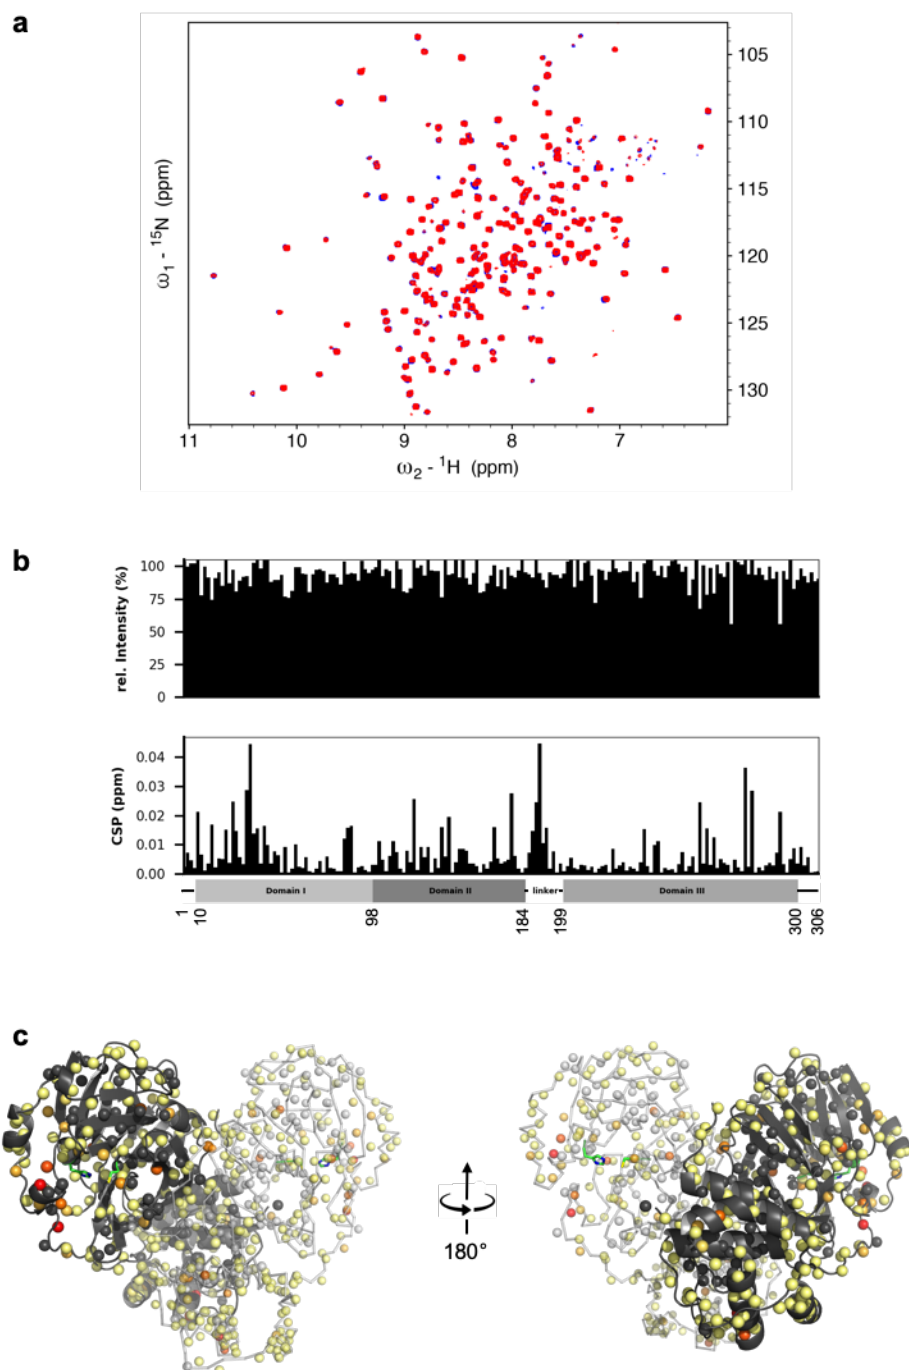 a
105
110
115
120
125
130
ω₁ - ¹⁵N (ppm)
11 10 9 8 7
ω₂ - ¹H (ppm)
b
100
75
50
25
0
rel. Intensity (%)
0.04
0.03
0.02
0.01
0.00
CSP (ppm)
Domain I Domain II linker Domain III
1 10 98 184 199 300 306
c
180°